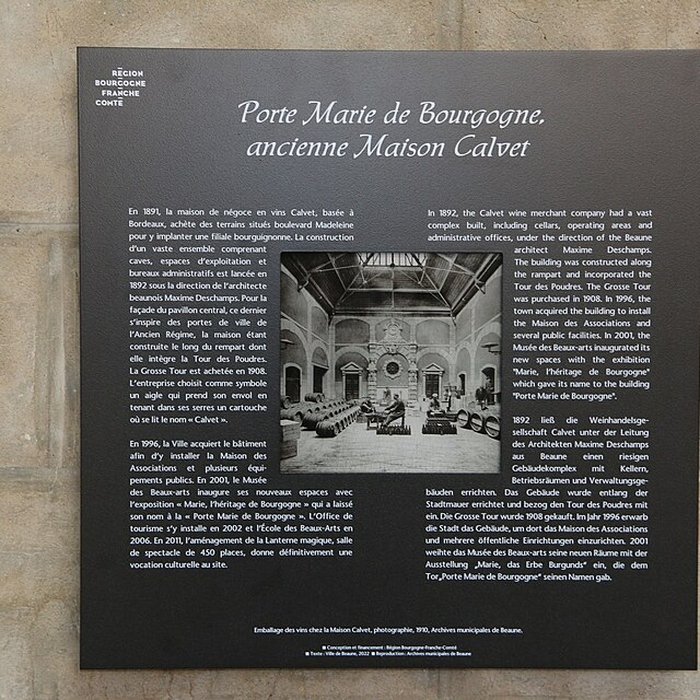 RÉGION
BOURGOGNE
FRANCHE
COMTÉ
Porte Marie de Bourgogne,
ancienne Maison Calvet
En 1891, la maison de négoce en vins Calvet, basée à
Bordeaux, achète des terrains situés boulevard Madeleine
pour y implanter une filiale bourguignonne. La construction
d'un vaste ensemble comprenant
caves, espaces d'exploitation et
bureaux administratifs est lancée en
1892 sous la direction de l'architecte
beaunois Maxime Deschamps. Pour la
façade du pavillon central, ce dernier
s'inspire des portes de ville de
l'Ancien Régime, la maison étant
construite le long du rempart dont
elle intègre la Tour des Poudres.
La Grosse Tour est achetée en 1908.
L'entreprise choisit comme symbole
un aigle qui prend son envol en
tenant dans ses serres un cartouche
où se lit le nom « Calvet ».
En 1996, la Ville acquiert le bâtiment
afin d'y installer la Maison des
Associations et plusieurs équi-
pements publics. En 2001, le Musée
des Beaux-arts inaugure ses nouveaux espaces avec
l'exposition « Marie, l'héritage de Bourgogne » qui a laissé
son nom à la « Porte Marie de Bourgogne ». L'Office de
tourisme s'y installe en 2002 et l'École des Beaux-Arts en
2006. En 2011, l'aménagement de la Lanterne magique, salle
de spectacle de 450 places, donne définitivement une
vocation culturelle au site.
In 1892, the Calvet wine merchant company had a vast
complex built, including cellars, operating areas and
administrative offices, under the direction of the Beaune
architect Maxime Deschamps.
The building was constructed along
the rampart and incorporated the
Tour des Poudres. The Grosse Tour
was purchased in 1908. In 1996, the
town acquired the building to install
the Maison des Associations and
several public facilities. In 2001, the
Musée des Beaux-arts inaugurated its
new spaces with the exhibition
"Marie, l'héritage de Bourgogne"
which gave its name to the building
"Porte Marie de Bourgogne".
1892 ließ die Weinhandelsge-
sellschaft Calvet unter der Leitung
des Architekten Maxime Deschamps
aus Beaune einen riesigen
Gebäudekomplex mit Kellern,
Betriebsräumen und Verwaltungsge-
bäuden errichten. Das Gebäude wurde entlang der
Stadtmauer errichtet und bezog den Tour des Poudres mit
ein. Die Grosse Tour wurde 1908 gekauft. Im Jahr 1996 erwarb
die Stadt das Gebäude, um dort das Maison des Associations
und mehrere öffentliche Einrichtungen einzurichten. 2001
weihte das Musée des Beaux-arts seine neuen Räume mit der
Ausstellung „Marie, das Erbe Burgunds“ ein, die dem
Tor„Porte Marie de Bourgogne“ seinen Namen gab.
Emballage des vins chez la Maison Calvet, photographie, 1910, Archives municipales de Beaune.
■ Conception et financement : Région Bourgogne-Franche-Comté
■ Texte : Ville de Beaune, 2022 ■ Reproduction : Archives municipales de Beaune